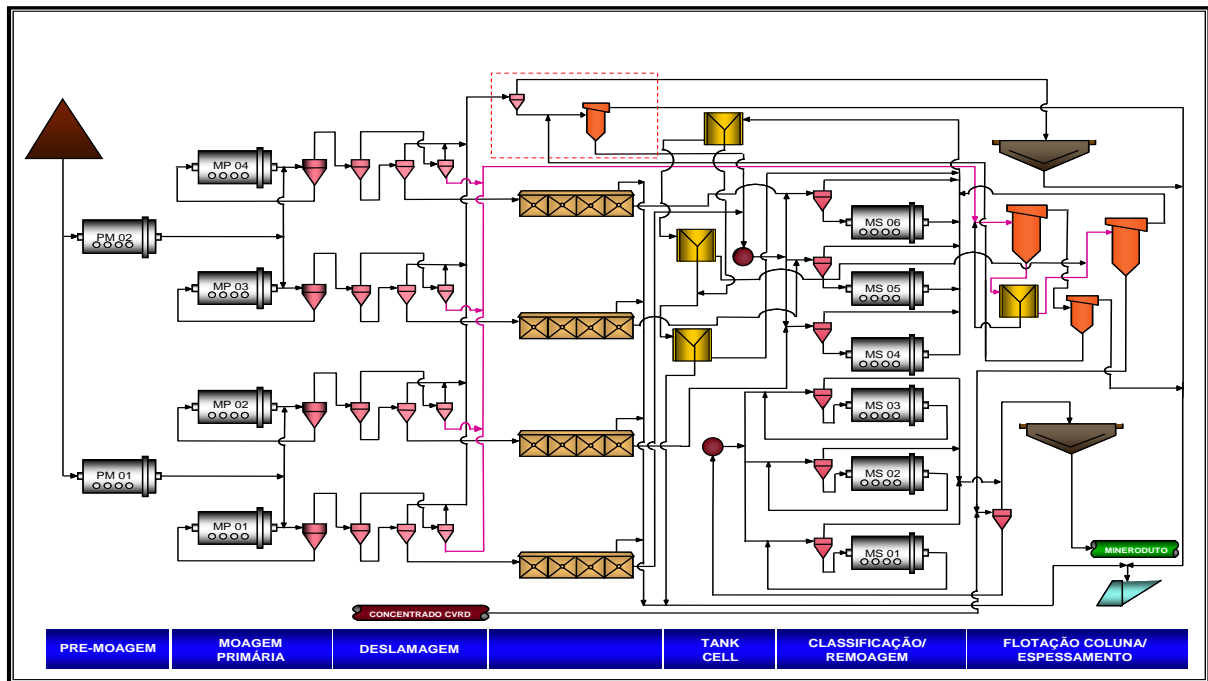 MP 04
PM 02
MP 03
MP 02
PM 01
MP 01
MS 06
MS 05
MS 04
MS 03
MS 02
MS 01
MINERODUTO
CONCENTRADO CVRD
PRE-MOAGEM
MOAGEM
PRIMÁRIA
DESLAMAGEM
TANK
CELL
CLASSIFICAÇÃO/
REMOAGEM
FLOTAÇÃO COLUNA/
ESPESSAMENTO